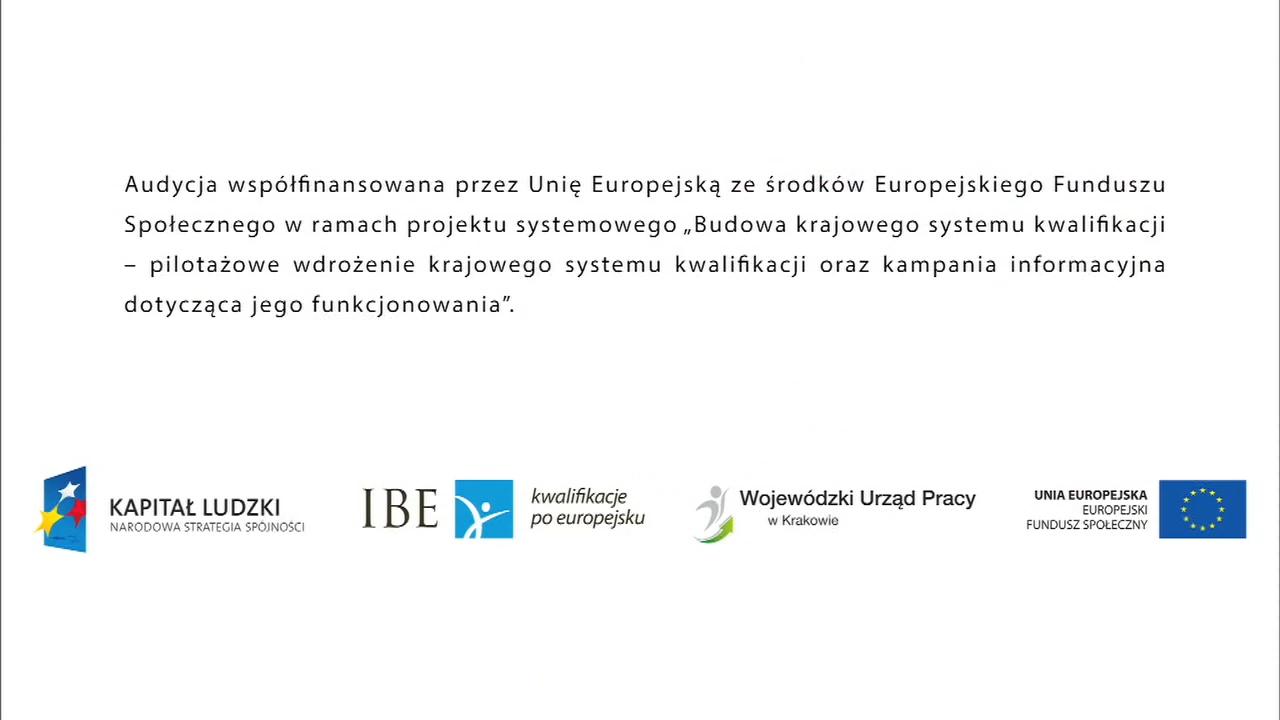 Audycja współfinansowana przez Unię Europejską ze środków Europejskiego Funduszu
Społecznego w ramach projektu systemowego „Budowa krajowego systemu kwalifikacji
– pilotażowe wdrożenie krajowego systemu kwalifikacji oraz kampania informacyjna
dotycząca jego funkcjonowania”.
KAPITAŁ LUDZKI
NARODOWA STRATEGIA SPÓJNOŚCI
IBE
kwalifikacje
po europejsku
Wojewódzki Urząd Pracy
w Krakowie
UNIA EUROPEJSKA
EUROPEJSKI
FUNDUSZ SPOŁECZNY